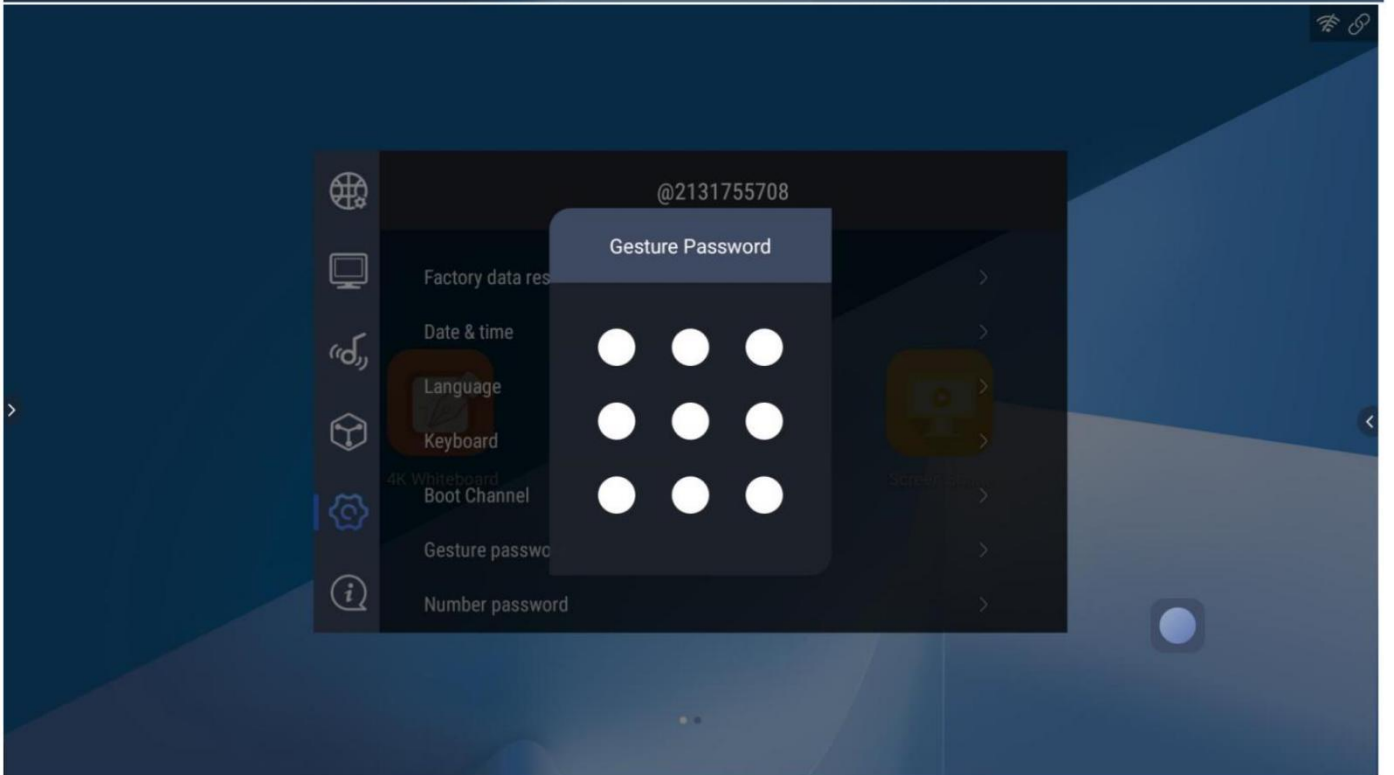 @2131755708
Gesture Password
Factory data res
Date & time
Language
Keyboard
4K Whiteboard
Boot Channel
Gesture passwo
Number password